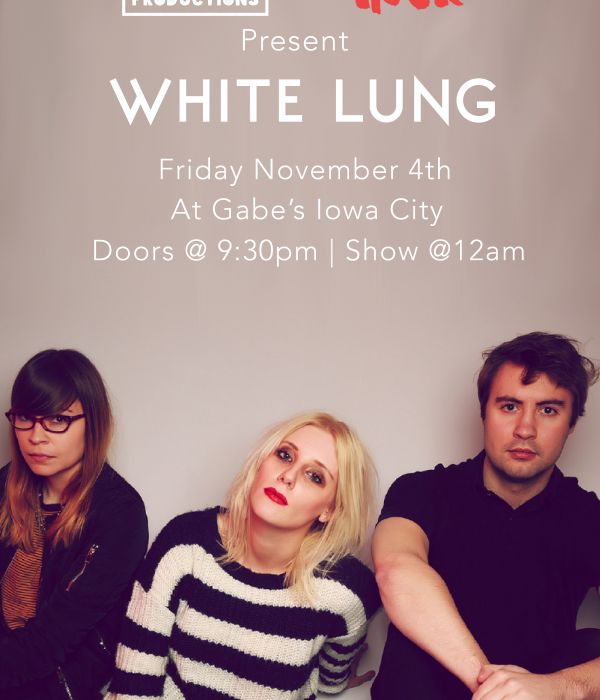 PRODUCTIONS
Present
WHITE LUNG
Friday November 4th
At Gabe's Iowa City
Doors @ 9:30pm | Show @12am